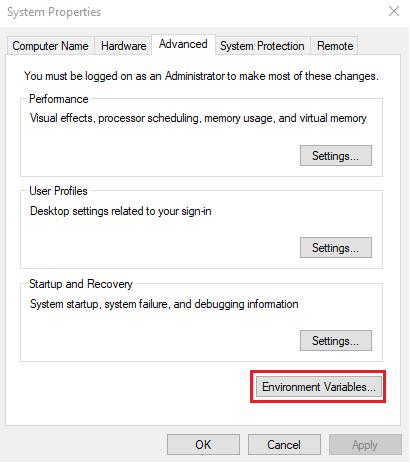 System Properties
Computer Name Hardware Advanced System Protection Remote
You must be logged on as an Administrator to make most of these changes.
Performance
Visual effects, processor scheduling, memory usage, and virtual memory
Settings...
User Profiles
Desktop settings related to your sign-in
Settings...
Startup and Recovery
System startup, system failure, and debugging information
Settings...
Environment Variables...
OK Cancel Apply